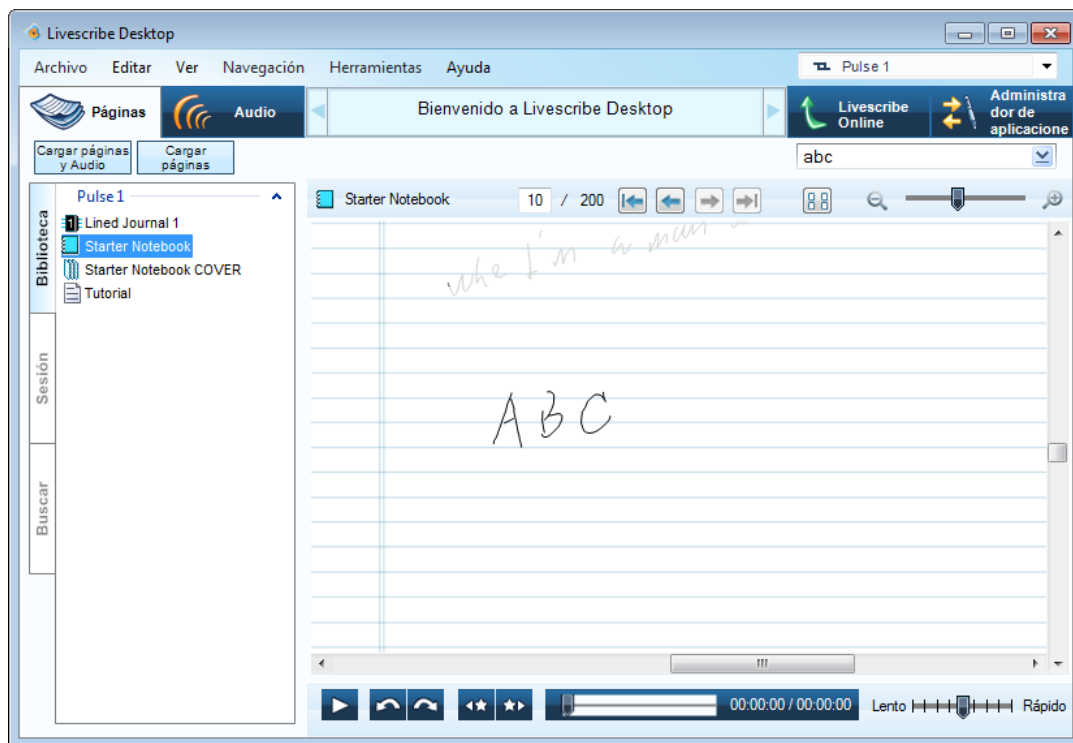 Livescribe Desktop
Archivo Editar Ver Navegación Herramientas Ayuda Pulse 1
Páginas Audio Bienvenido a Livescribe Desktop Livescribe Online Administra dor de aplicacione
Cargar páginas y Audio Cargar páginas abc
Biblioteca
Sesión
Buscar
Pulse 1
1 Lined Journal 1
Starter Notebook
Starter Notebook COVER
Tutorial
Starter Notebook 10 / 200
I'm a man
A B C
00:00:00 / 00:00:00 Lento Rápido